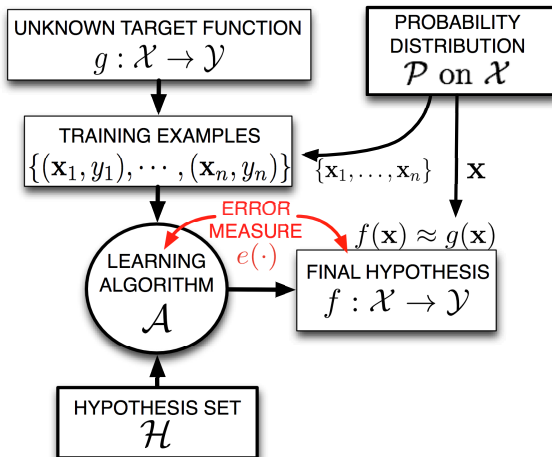 UNKNOWN TARGET FUNCTION
g : 𝒳 → 𝒴
PROBABILITY
DISTRIBUTION
𝒫 on 𝒳
TRAINING EXAMPLES
{(x₁, y₁), ⋯ , (xₙ, yₙ)}
{x₁, . . . , xₙ}
x
ERROR
MEASURE
e(·)
f(x) ≈ g(x)
LEARNING
ALGORITHM
𝒜
FINAL HYPOTHESIS
f : 𝒳 → 𝒴
HYPOTHESIS SET
ℋ